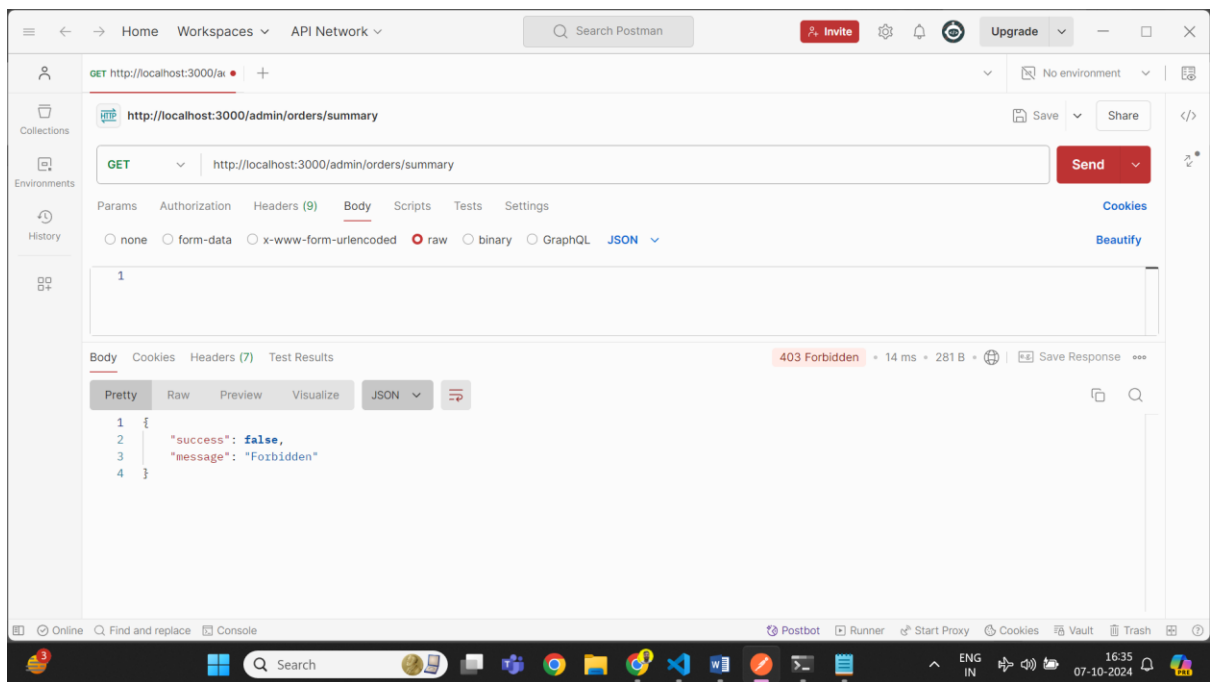 Home Workspaces API Network Search Postman Invite Upgrade
GET http://localhost:3000/ac No environment
HTTP http://localhost:3000/admin/orders/summary Save Share
Collections
GET http://localhost:3000/admin/orders/summary Send
Environments
Params Authorization Headers (9) Body Scripts Tests Settings Cookies
History
none form-data x-www-form-urlencoded raw binary GraphQL JSON Beautify
1
Body Cookies Headers (7) Test Results 403 Forbidden 14 ms 281 B e.g. Save Response
Pretty Raw Preview Visualize JSON
1 {
2 "success": false,
3 "message": "Forbidden"
4 }
Online Find and replace Console Postbot Runner Start Proxy Cookies Vault Trash
3 Search ENG 16:35
IN 07-10-2024
PRE